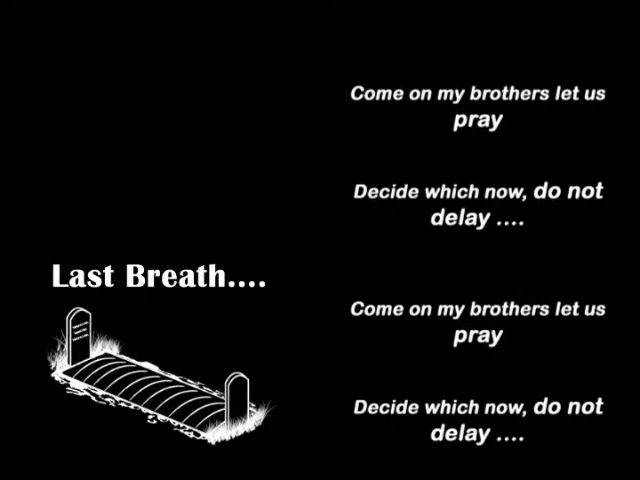 Come on my brothers let us
pray
Decide which now, do not
delay ....
Last Breath....
Come on my brothers let us
pray
Decide which now, do not
delay ....